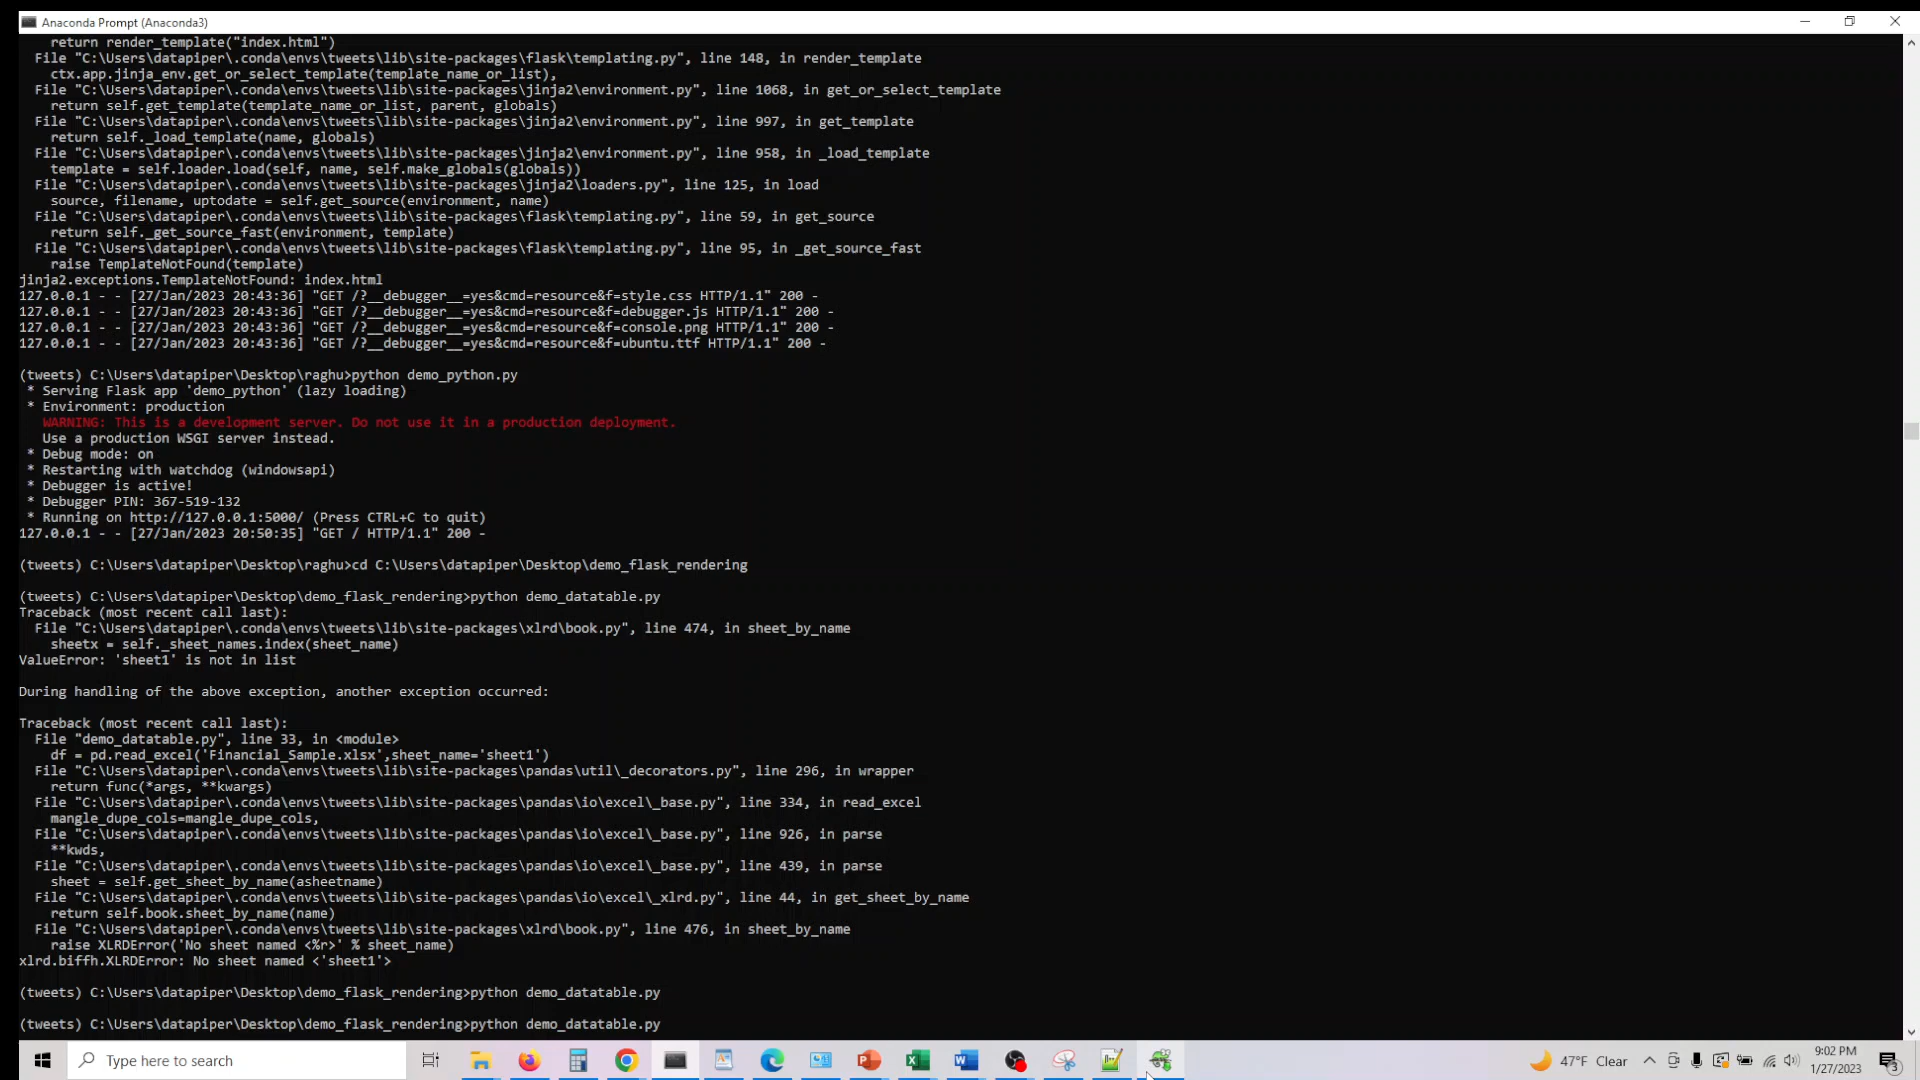 Anaconda Prompt (Anaconda3)
return render_template("index.html")
File "C:\Users\datapiper\.conda\envs\tweets\lib\site-packages\flask\templating.py", line 148, in render_template
ctx.app.jinja_env.get_or_select_template(template_name_or_list),
File "C:\Users\datapiper\.conda\envs\tweets\lib\site-packages\jinja2\environment.py", line 1068, in get_or_select_template
return self.get_template(template_name_or_list, parent, globals)
File "C:\Users\datapiper\.conda\envs\tweets\lib\site-packages\jinja2\environment.py", line 997, in get_template
return self._load_template(name, globals)
File "C:\Users\datapiper\.conda\envs\tweets\lib\site-packages\jinja2\environment.py", line 958, in _load_template
template = self.loader.load(self, name, self.make_globals(globals))
File "C:\Users\datapiper\.conda\envs\tweets\lib\site-packages\jinja2\loaders.py", line 125, in load
source, filename, uptodate = self.get_source(environment, name)
File "C:\Users\datapiper\.conda\envs\tweets\lib\site-packages\flask\templating.py", line 59, in get_source
return self._get_source_fast(environment, template)
File "C:\Users\datapiper\.conda\envs\tweets\lib\site-packages\flask\templating.py", line 95, in _get_source_fast
raise TemplateNotFound(template)
jinja2.exceptions.TemplateNotFound: index.html
127.0.0.1 - - [27/Jan/2023 20:43:36] "GET /?__debugger__=yes&cmd=resource&f=style.css HTTP/1.1" 200 -
127.0.0.1 - - [27/Jan/2023 20:43:36] "GET /?__debugger__=yes&cmd=resource&f=debugger.js HTTP/1.1" 200 -
127.0.0.1 - - [27/Jan/2023 20:43:36] "GET /?__debugger__=yes&cmd=resource&f=console.png HTTP/1.1" 200 -
127.0.0.1 - - [27/Jan/2023 20:43:36] "GET /?__debugger__=yes&cmd=resource&f=ubuntu.ttf HTTP/1.1" 200 -
(tweets) C:\Users\datapiper\Desktop\raghu>python demo_python.py
* Serving Flask app 'demo_python' (lazy loading)
* Environment: production
WARNING: This is a development server. Do not use it in a production deployment.
Use a production WSGI server instead.
* Debug mode: on
* Restarting with watchdog (windowsapi)
* Debugger is active!
* Debugger PIN: 367-519-132
* Running on http://127.0.0.1:5000/ (Press CTRL+C to quit)
127.0.0.1 - - [27/Jan/2023 20:50:35] "GET / HTTP/1.1" 200 -
(tweets) C:\Users\datapiper\Desktop\raghu>cd C:\Users\datapiper\Desktop\demo_flask_rendering
(tweets) C:\Users\datapiper\Desktop\demo_flask_rendering>python demo_datatable.py
Traceback (most recent call last):
File "C:\Users\datapiper\.conda\envs\tweets\lib\site-packages\xlrd\book.py", line 474, in sheet_by_name
sheetx = self._sheet_names.index(sheet_name)
ValueError: 'sheet1' is not in list
During handling of the above exception, another exception occurred:
Traceback (most recent call last):
File "demo_datatable.py", line 33, in <module>
df = pd.read_excel('Financial_Sample.xlsx',sheet_name='sheet1')
File "C:\Users\datapiper\.conda\envs\tweets\lib\site-packages\pandas\util\_decorators.py", line 296, in wrapper
return func(*args, **kwargs)
File "C:\Users\datapiper\.conda\envs\tweets\lib\site-packages\pandas\io\excel\_base.py", line 334, in read_excel
mangle_dupe_cols=mangle_dupe_cols,
File "C:\Users\datapiper\.conda\envs\tweets\lib\site-packages\pandas\io\excel\_base.py", line 926, in parse
**kwds,
File "C:\Users\datapiper\.conda\envs\tweets\lib\site-packages\pandas\io\excel\_base.py", line 439, in parse
sheet = self.get_sheet_by_name(asheetname)
File "C:\Users\datapiper\.conda\envs\tweets\lib\site-packages\pandas\io\excel\_xlrd.py", line 44, in get_sheet_by_name
return self.book.sheet_by_name(name)
File "C:\Users\datapiper\.conda\envs\tweets\lib\site-packages\xlrd\book.py", line 476, in sheet_by_name
raise XLRDError('No sheet named <%r>' % sheet_name)
xlrd.biffh.XLRDError: No sheet named <'sheet1'>
(tweets) C:\Users\datapiper\Desktop\demo_flask_rendering>python demo_datatable.py
(tweets) C:\Users\datapiper\Desktop\demo_flask_rendering>python demo_datatable.py
Type here to search
47°F Clear
9:02 PM
1/27/2023
3